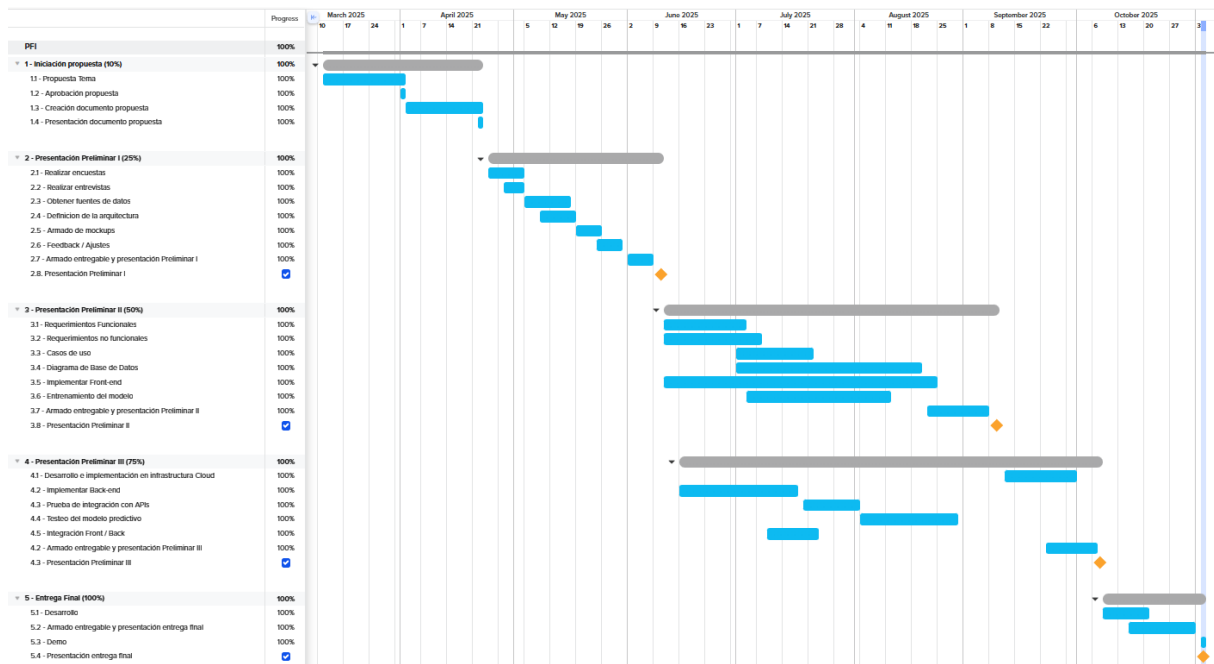 Progress
March 2025 April 2025 May 2025 June 2025 July 2025 August 2025 September 2025 October 2025
10 17 24 1 7 14 21 5 12 19 26 2 9 16 23 1 7 14 21 28 4 11 18 25 1 8 15 22 6 13 20 27 3
PFI 100%
1 - Iniciación propuesta (10%) 100%
1.1 - Propuesta Tema 100%
1.2 - Aprobación propuesta 100%
1.3 - Creación documento propuesta 100%
1.4 - Presentación documento propuesta 100%
2 - Presentación Preliminar I (25%) 100%
2.1 - Realizar encuestas 100%
2.2 - Realizar entrevistas 100%
2.3 - Obtener fuentes de datos 100%
2.4 - Definicion de la arquitectura 100%
2.5 - Armado de mockups 100%
2.6 - Feedback / Ajustes 100%
2.7 - Armado entregable y presentación Preliminar I 100%
2.8. Presentación Preliminar I
3 - Presentación Preliminar II (50%) 100%
3.1 - Requerimientos Funcionales 100%
3.2 - Requerimientos no funcionales 100%
3.3 - Casos de uso 100%
3.4 - Diagrama de Base de Datos 100%
3.5 - Implementar Front-end 100%
3.6 - Entrenamiento del modelo 100%
3.7 - Armado entregable y presentación Preliminar II 100%
3.8 - Presentación Preliminar II
4 - Presentación Preliminar III (75%) 100%
4.1 - Desarrollo e implementación en infrastructura Cloud 100%
4.2 - Implementar Back-end 100%
4.3 - Prueba de integración con APIs 100%
4.4 - Testeo del modelo predictivo 100%
4.5 - Integración Front / Back 100%
4.2 - Armado entregable y presentación Preliminar III 100%
4.3 - Presentación Preliminar III
5 - Entrega Final (100%) 100%
5.1 - Desarrollo 100%
5.2 - Armado entregable y presentación entrega final 100%
5.3 - Demo 100%
5.4 - Presentación entrega final